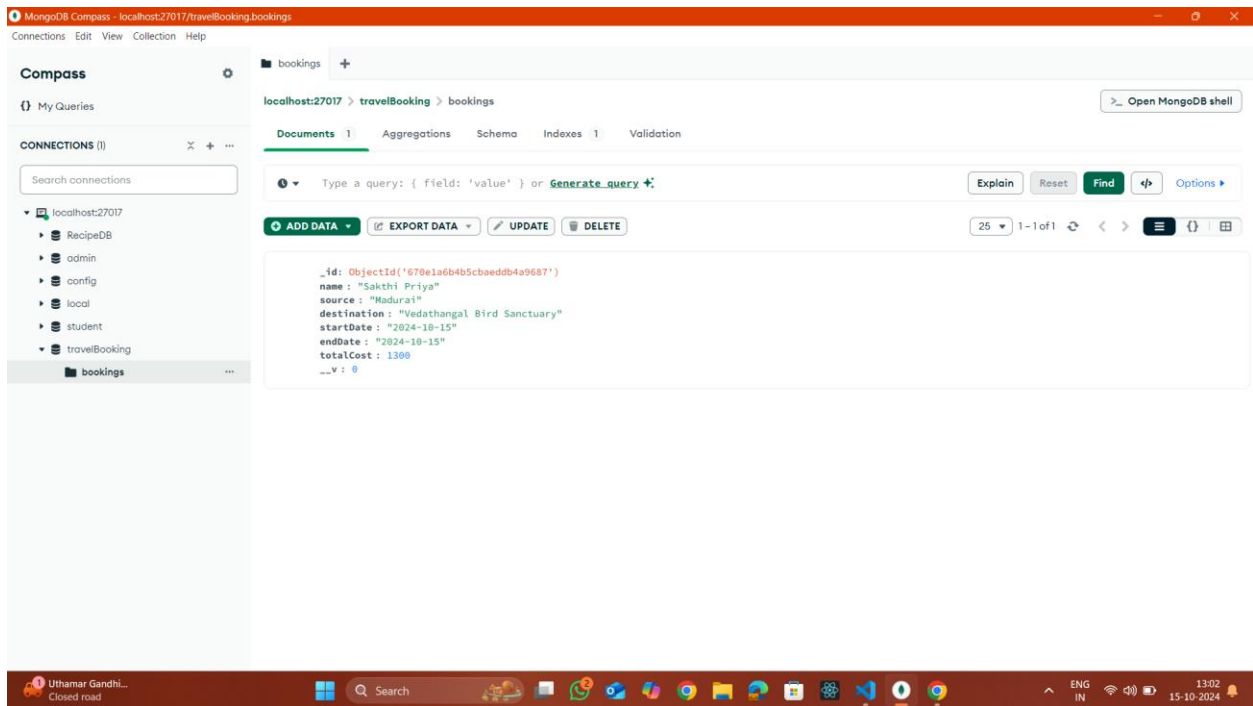 MongoDB Compass - localhost:27017/travelBooking.bookings
Connections Edit View Collection Help
Compass
{} My Queries
CONNECTIONS (1)
Search connections
localhost:27017
RecipeDB
admin
config
local
student
travelBooking
bookings
bookings
localhost:27017 > travelBooking > bookings
>_ Open MongoDB shell
Documents 1 Aggregations Schema Indexes 1 Validation
Type a query: { field: 'value' } or Generate query
Explain Reset Find </> Options
ADD DATA EXPORT DATA UPDATE DELETE
25 1-1 of 1 {}
_id: ObjectId('670e1a6b4b5cbaeddb4a9687')
name : "Sakthi Priya"
source : "Madurai"
destination : "Vedathangal Bird Sanctuary"
startDate : "2024-10-15"
endDate : "2024-10-15"
totalCost : 1300
__v : 0
1 Uthamar Gandhi...
Closed road
Search
2
ENG
IN
13:02
15-10-2024